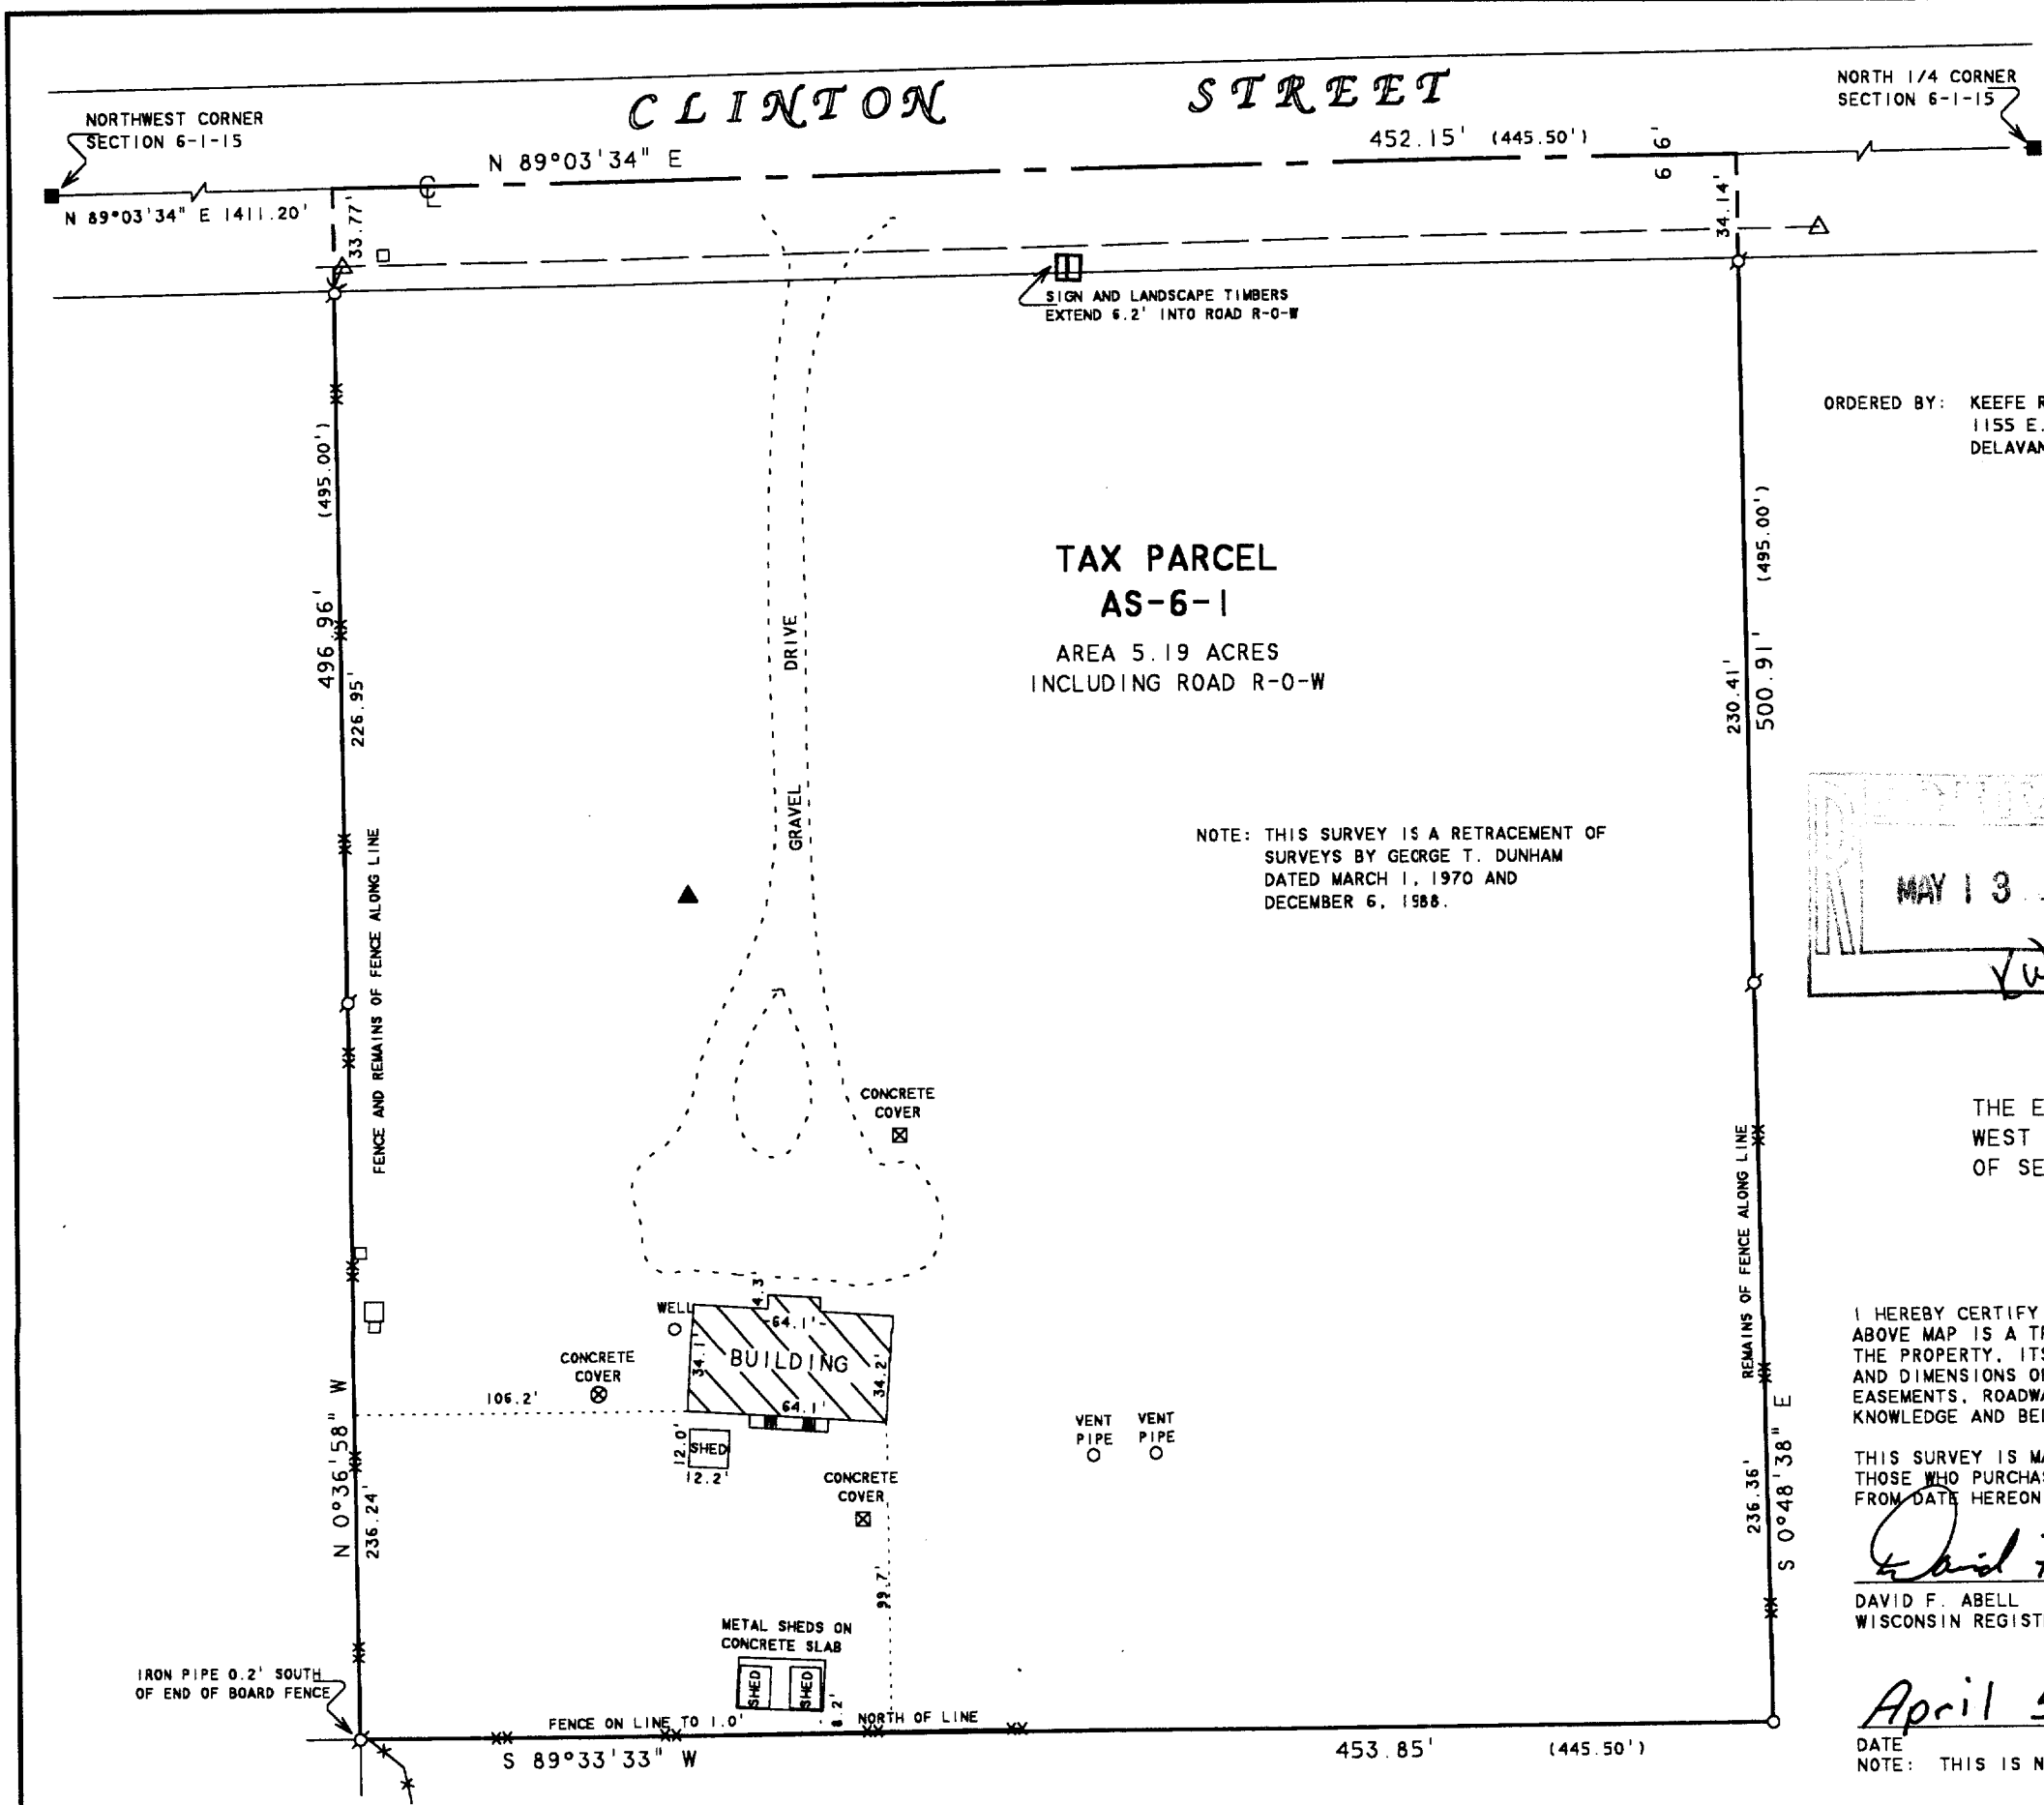 CLINTON STREET
NORTHWEST CORNER
SECTION 6-1-15
NORTH 1/4 CORNER
SECTION 6-1-15
N 89°03'34" E
452.15' (445.50')
66'
N 89°03'34" E 1411.20'
33.77'
34.14'
SIGN AND LANDSCAPE TIMBERS
EXTEND 6.2' INTO ROAD R-O-W
ORDERED BY: KEEFE R
1155 E.
DELAVAN
(495.00')
496.96'
226.95'
(495.00')
230.41'
500.91'
TAX PARCEL
AS-6-1
AREA 5.19 ACRES
INCLUDING ROAD R-O-W
GRAVEL DRIVE
NOTE: THIS SURVEY IS A RETRACEMENT OF
SURVEYS BY GEORGE T. DUNHAM
DATED MARCH 1, 1970 AND
DECEMBER 6, 1988.
MAY 13
FENCE AND REMAINS OF FENCE ALONG LINE
REMAINS OF FENCE ALONG LINE
CONCRETE
COVER
THE E
WEST
OF SE
WELL
4.3'
64.1'
34.1'
BUILDING
34.2'
64.1'
CONCRETE
COVER
106.2'
12.0'
SHED
12.2'
VENT
PIPE
VENT
PIPE
CONCRETE
COVER
N 0°36'58" W
236.24'
236.36'
S 0°48'38" E
99.7'
I HEREBY CERTIFY
ABOVE MAP IS A TR
THE PROPERTY, ITS
AND DIMENSIONS O
EASEMENTS, ROADWA
KNOWLEDGE AND BE
THIS SURVEY IS MA
THOSE WHO PURCHAS
FROM DATE HEREON
David
DAVID F. ABELL
WISCONSIN REGIST
METAL SHEDS ON
CONCRETE SLAB
SHED
SHED
8.2'
IRON PIPE 0.2' SOUTH
OF END OF BOARD FENCE
FENCE ON LINE TO 1.0' NORTH OF LINE
S 89°33'33" W
453.85' (445.50')
April
DATE
NOTE: THIS IS N